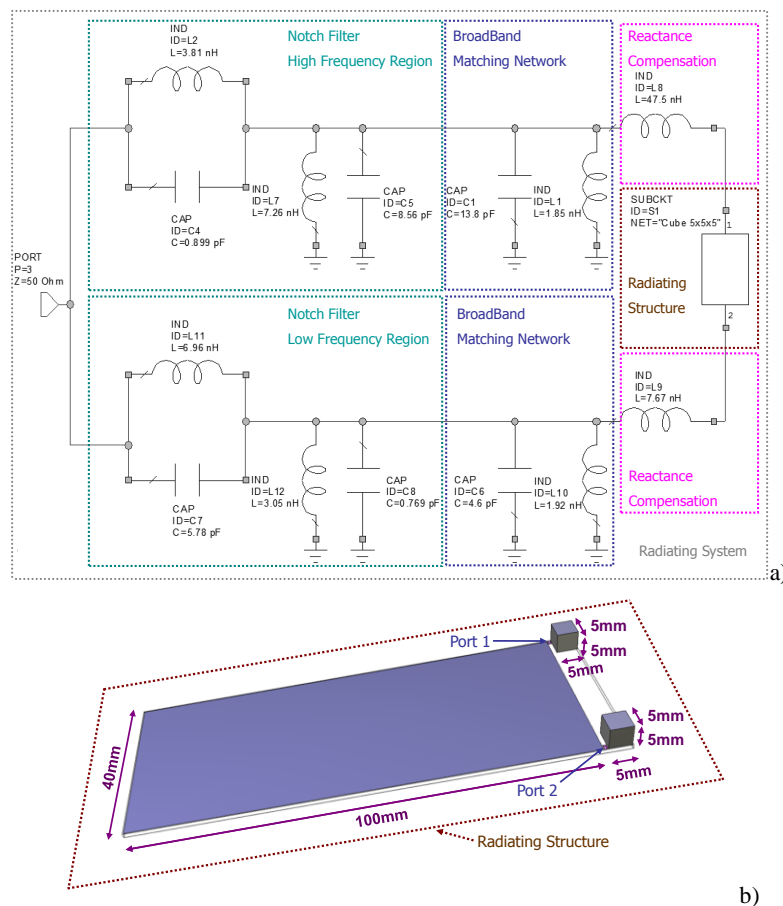 IND
ID=L2
L=3.81 nH
Notch Filter
High Frequency Region
BroadBand
Matching Network
Reactance
Compensation
IND
ID=L8
L=47.5 nH
CAP
ID=C4
C=0.899 pF
IND
ID=L7
L=7.26 nH
CAP
ID=C5
C=8.56 pF
CAP
ID=C1
C=13.8 pF
IND
ID=L1
L=1.85 nH
SUBCKT
ID=S1
NET="Cube 5x5x5"
1
2
Radiating
Structure
PORT
P=3
Z=50 Ohm
IND
ID=L11
L=6.96 nH
Notch Filter
Low Frequency Region
BroadBand
Matching Network
IND
ID=L9
L=7.67 nH
CAP
ID=C7
C=5.78 pF
IND
ID=L12
L=3.05 nH
CAP
ID=C8
C=0.769 pF
CAP
ID=C6
C=4.6 pF
IND
ID=L10
L=1.92 nH
Reactance
Compensation
Radiating System
a)
Port 1
5mm
5mm
5mm
40mm
100mm
Port 2
5mm
5mm
5mm
Radiating Structure
b)